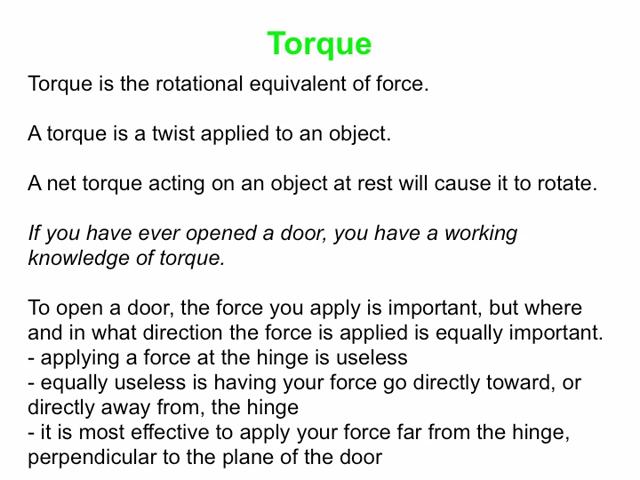 Torque
Torque is the rotational equivalent of force.
A torque is a twist applied to an object.
A net torque acting on an object at rest will cause it to rotate.
If you have ever opened a door, you have a working
knowledge of torque.
To open a door, the force you apply is important, but where
and in what direction the force is applied is equally important.
- applying a force at the hinge is useless
- equally useless is having your force go directly toward, or
directly away from, the hinge
- it is most effective to apply your force far from the hinge,
perpendicular to the plane of the door